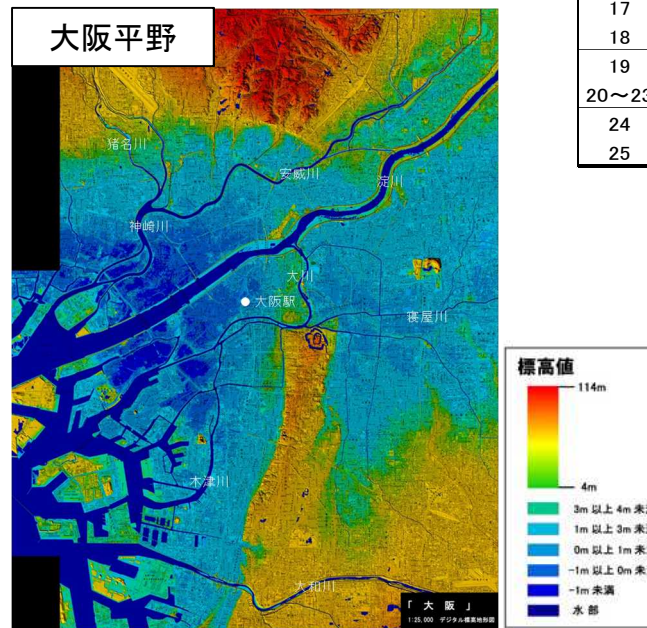 大阪平野
17
18
19
20～23
24
25
猪名川
安威川
淀川
神崎川
大川
大阪駅
寝屋川
木津川
大和川
「 大 阪 」
1:25,000 デジタル標高地形図
標高値
114m
4m
3m 以上 4m 未
1m 以上 3m 未
0m 以上 1m 未
-1m 以上 0m 未
-1m 未満
水 部